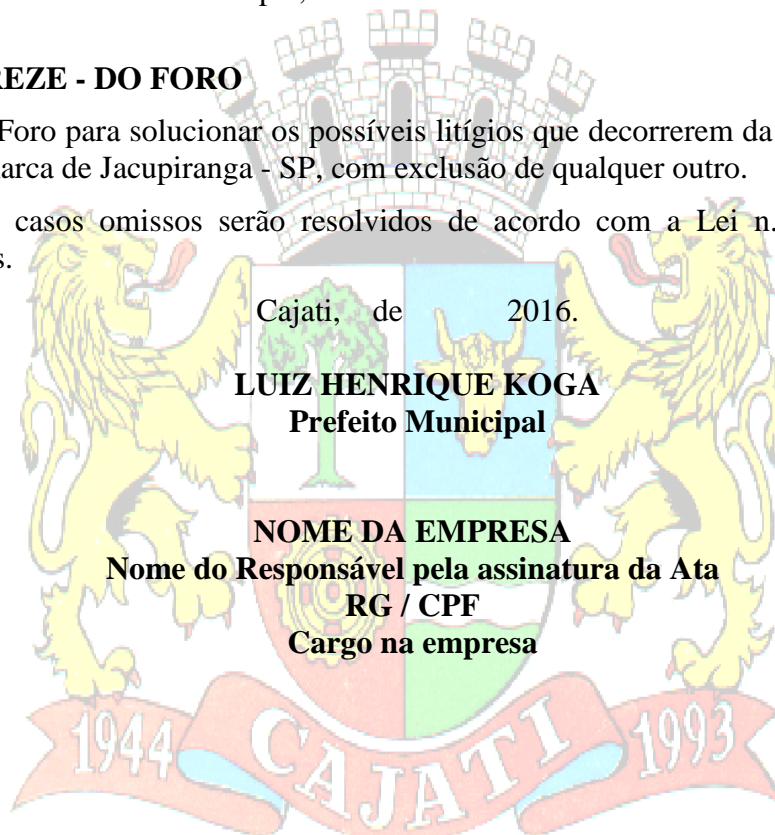 REZE - DO FORO
Foro para solucionar os possíveis litígios que decorrerem da
arca de Jacupiranga - SP, com exclusão de qualquer outro.
casos omissos serão resolvidos de acordo com a Lei n.
s.
Cajati, de 2016.
LUIZ HENRIQUE KOGA
Prefeito Municipal
NOME DA EMPRESA
Nome do Responsável pela assinatura da Ata
RG / CPF
Cargo na empresa
1944 CAJATI 1993